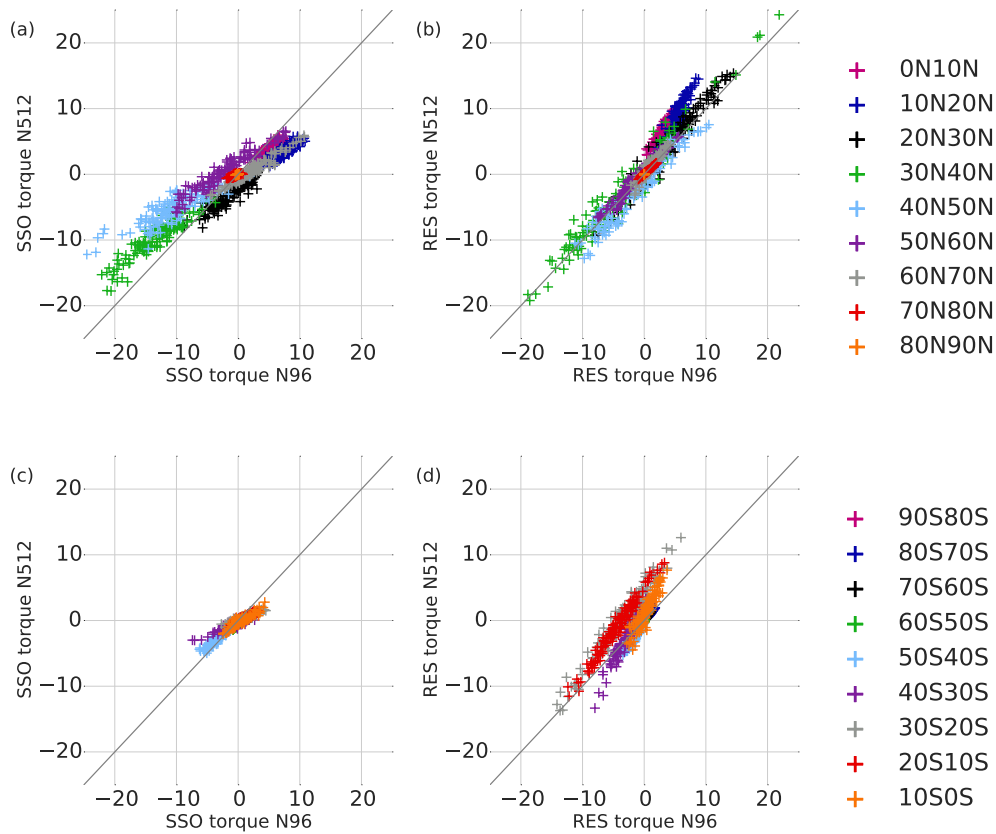 (a)
20
10
0
−10
−20
SSO torque N512
−20 −10 0 10 20
SSO torque N96
(b)
20
10
0
−10
−20
RES torque N512
−20 −10 0 10 20
RES torque N96
0N10N
10N20N
20N30N
30N40N
40N50N
50N60N
60N70N
70N80N
80N90N
(c)
20
10
0
−10
−20
SSO torque N512
−20 −10 0 10 20
SSO torque N96
(d)
20
10
0
−10
−20
RES torque N512
−20 −10 0 10 20
RES torque N96
90S80S
80S70S
70S60S
60S50S
50S40S
40S30S
30S20S
20S10S
10S0S